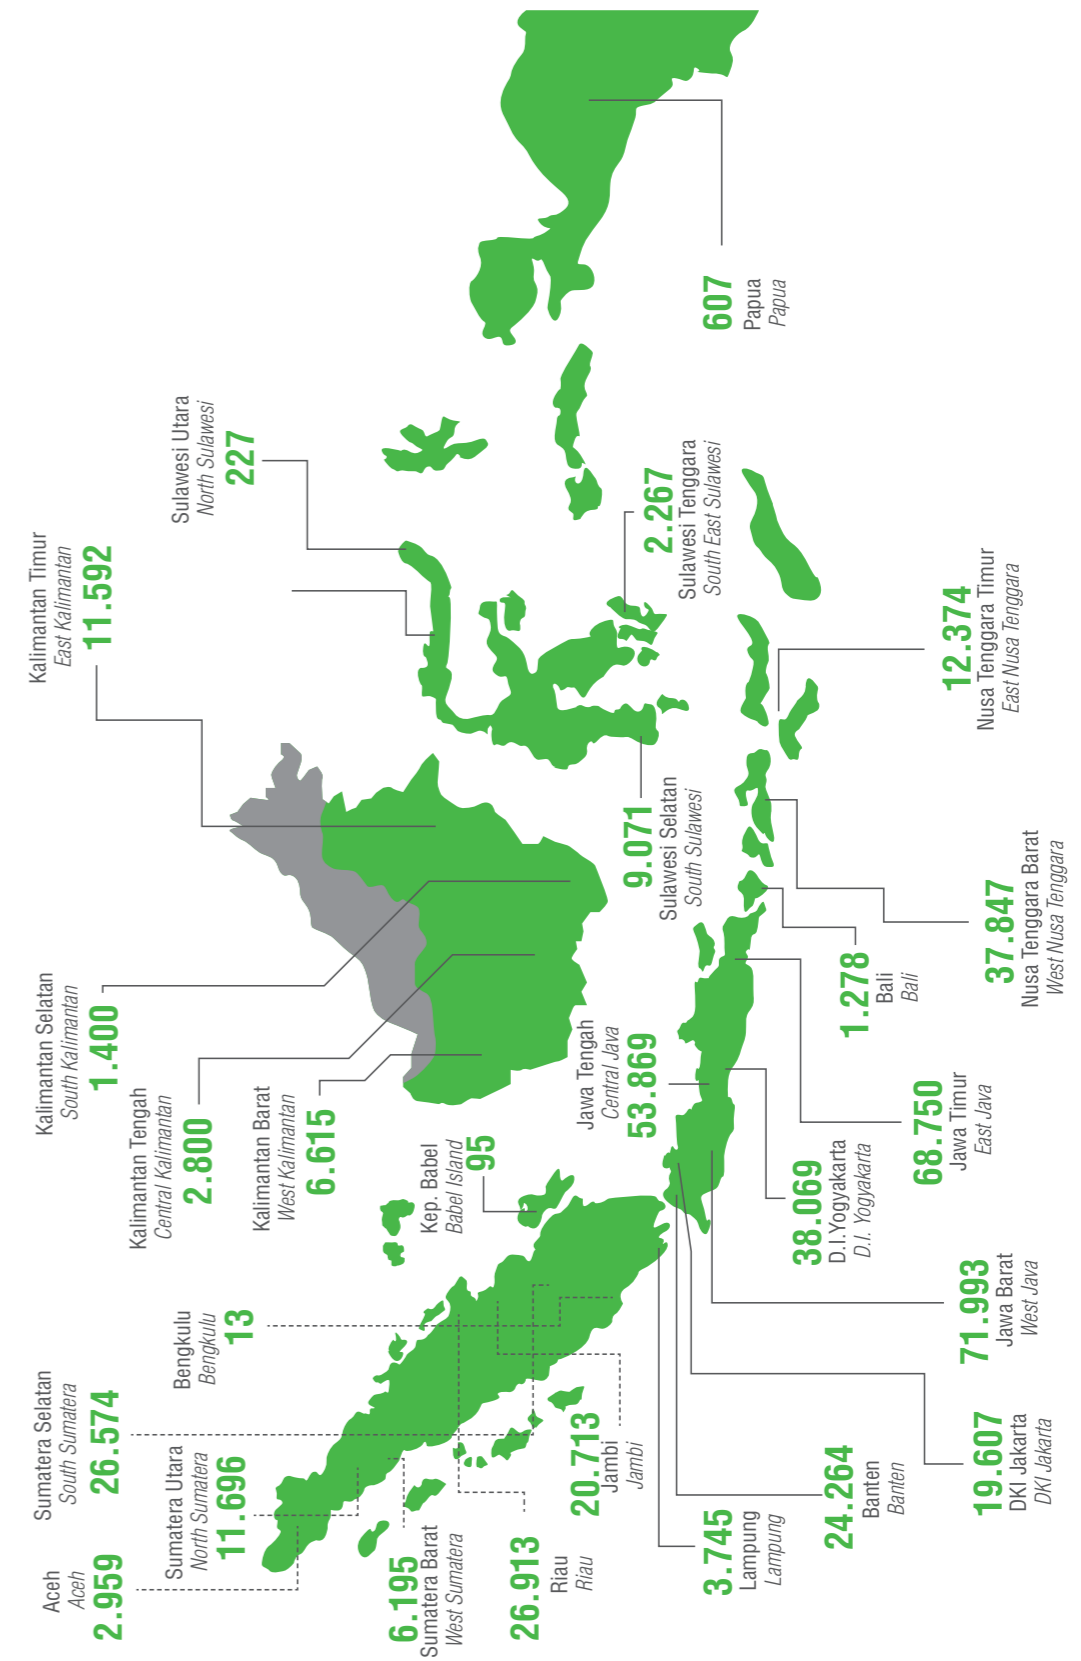 Aceh
Aceh
2.959
Sumatera Selatan
South Sumatera
26.574
Sumatera Utara
North Sumatera
11.696
Bengkulu
Bengkulu
13
Kalimantan Selatan
South Kalimantan
1.400
Kalimantan Tengah
Central Kalimantan
2.800
Kalimantan Barat
West Kalimantan
6.615
Kep. Babel
Babel Island
95
Kalimantan Timur
East Kalimantan
11.592
Sulawesi Utara
North Sulawesi
227
6.195
Sumatera Barat
West Sumatera
26.913
Riau
Riau
20.713
Jambi
Jambi
3.745
Lampung
Lampung
24.264
Banten
Banten
19.607
DKI Jakarta
DKI Jakarta
71.993
Jawa Barat
West Java
Jawa Tengah
Central Java
53.869
38.069
D.I.Yogyakarta
D.I. Yogyakarta
68.750
Jawa Timur
East Java
1.278
Bali
Bali
37.847
Nusa Tenggara Barat
West Nusa Tenggara
9.071
Sulawesi Selatan
South Sulawesi
2.267
Sulawesi Tenggara
South East Sulawesi
12.374
Nusa Tenggara Timur
East Nusa Tenggara
607
Papua
Papua